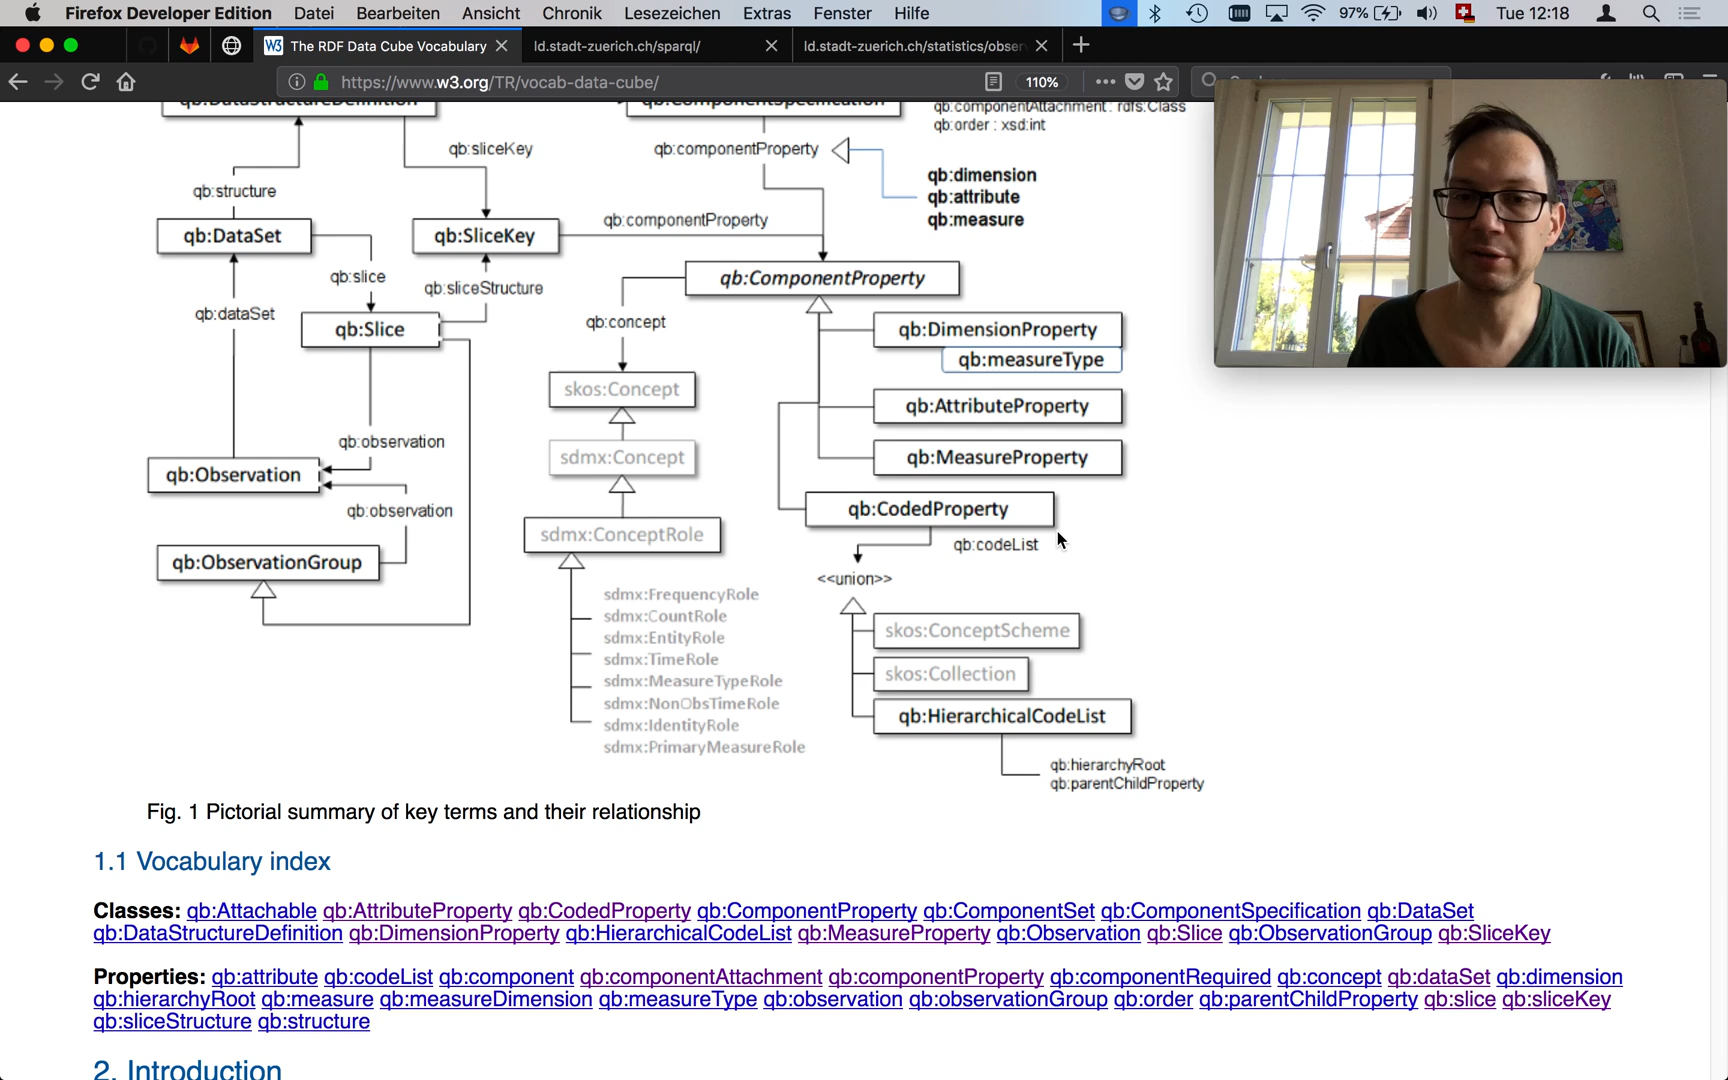 Firefox Developer Edition Datei Bearbeiten Ansicht Chronik Lesezeichen Extras Fenster Hilfe 97% Tue 12:18
The RDF Data Cube Vocabulary ld.stadt-zuerich.ch/sparql/ ld.stadt-zuerich.ch/statistics/obser
https://www.w3.org/TR/vocab-data-cube/ 110%
qb:DataStructureDefinition qb:ComponentSpecification qb:componentAttachment : rdfs:Class
qb:order : xsd:int
qb:sliceKey qb:componentProperty
qb:dimension
qb:structure qb:attribute
qb:componentProperty qb:measure
qb:DataSet qb:SliceKey
qb:slice qb:sliceStructure qb:ComponentProperty
qb:dataSet qb:concept
qb:Slice qb:DimensionProperty
qb:measureType
skos:Concept qb:AttributeProperty
qb:observation
sdmx:Concept qb:MeasureProperty
qb:Observation
qb:observation qb:CodedProperty
sdmx:ConceptRole qb:codeList
qb:ObservationGroup <<union>>
sdmx:FrequencyRole
sdmx:CountRole skos:ConceptScheme
sdmx:EntityRole
sdmx:TimeRole skos:Collection
sdmx:MeasureTypeRole
sdmx:NonObsTimeRole qb:HierarchicalCodeList
sdmx:IdentityRole
sdmx:PrimaryMeasureRole
qb:hierarchyRoot
qb:parentChildProperty
Fig. 1 Pictorial summary of key terms and their relationship
1.1 Vocabulary index
Classes: qb:Attachable qb:AttributeProperty qb:CodedProperty qb:ComponentProperty qb:ComponentSet qb:ComponentSpecification qb:DataSet
qb:DataStructureDefinition qb:DimensionProperty qb:HierarchicalCodeList qb:MeasureProperty qb:Observation qb:Slice qb:ObservationGroup qb:SliceKey
Properties: qb:attribute qb:codeList qb:component qb:componentAttachment qb:componentProperty qb:componentRequired qb:concept qb:dataSet qb:dimension
qb:hierarchyRoot qb:measure qb:measureDimension qb:measureType qb:observation qb:observationGroup qb:order qb:parentChildProperty qb:slice qb:sliceKey
qb:sliceStructure qb:structure
2. Introduction